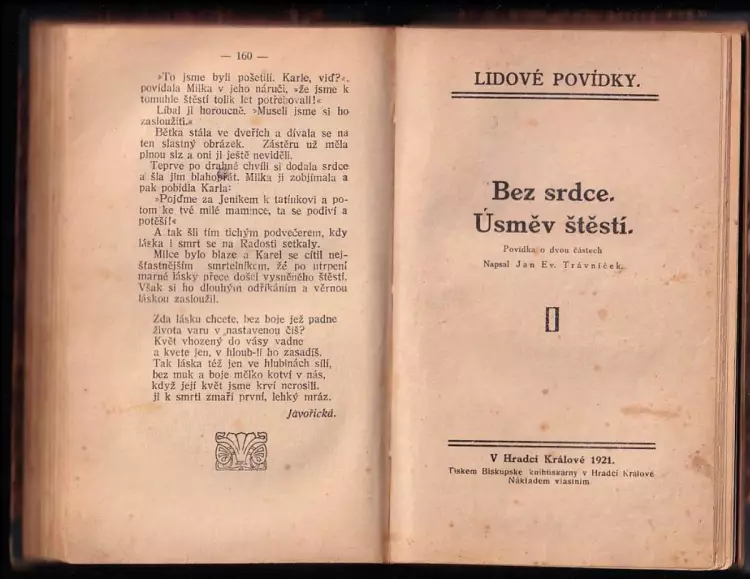 — 160 —
»To jsme byli pošetilí, Karle, viď?«,
povídala Milka v jeho náruči, »že jsme k
tomuhle štěstí tolik let potřebovali!«
Líbal ji horoucně. »Museli jsme si ho
zasloužiti.«
Bětka stála ve dveřích a dívala se na
ten slastný obrázek. Zástěru už měla
plnou slz a oni ji ještě neviděli.
Teprve po drahné chvíli si dodala srdce
a šla jim blahopřát. Milka ji zobjímala a
pak pobídla Karla:
»Pojďme za Jeníkem k tatínkovi a po-
tom ke tvé milé mamince, ta se podiví a
potěší!«
A tak šli tím tichým podvečerem, kdy
láska i smrt se na Radosti setkaly.
Milce bylo blaze a Karel se cítil nej-
šťastnějším smrtelníkem, že po utrpení
marné lásky přece došel vysněného štěstí.
Však si ho dlouhým odříkáním a věrnou
láskou zasloužil.
Zda lásku chcete, bez boje jež padne
života varu v nastavenou číš?
Květ vhozený do vásy vadne
a kvete jen, v hloub-li ho zasadíš.
Tak láska též jen ve hlubinách sílí,
bez muk a boje mělko kotví v nás,
když její květ jsme krví nerosili,
ji k smrti zmaří první, lehký mráz.
Javořická.
LIDOVÉ POVÍDKY.
Bez srdce.
Úsměv štěstí.
Povídka o dvou částech
Napsal Jan Ev. Trávníček.
V Hradci Králové 1921.
Tiskem Biskupské knihtiskárny v Hradci Králové
Nákladem vlastním